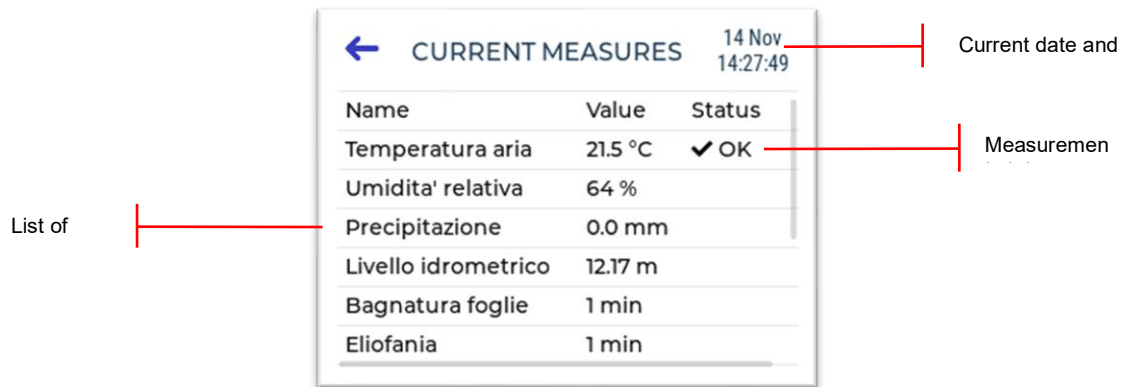 CURRENT MEASURES
14 Nov
14:27:49
Current date and
Name Value Status
Temperatura aria 21.5 °C ✔ OK
Measuremen
Umidita' relativa 64 %
List of
Precipitazione 0.0 mm
Livello idrometrico 12.17 m
Bagnatura foglie 1 min
Eliofania 1 min